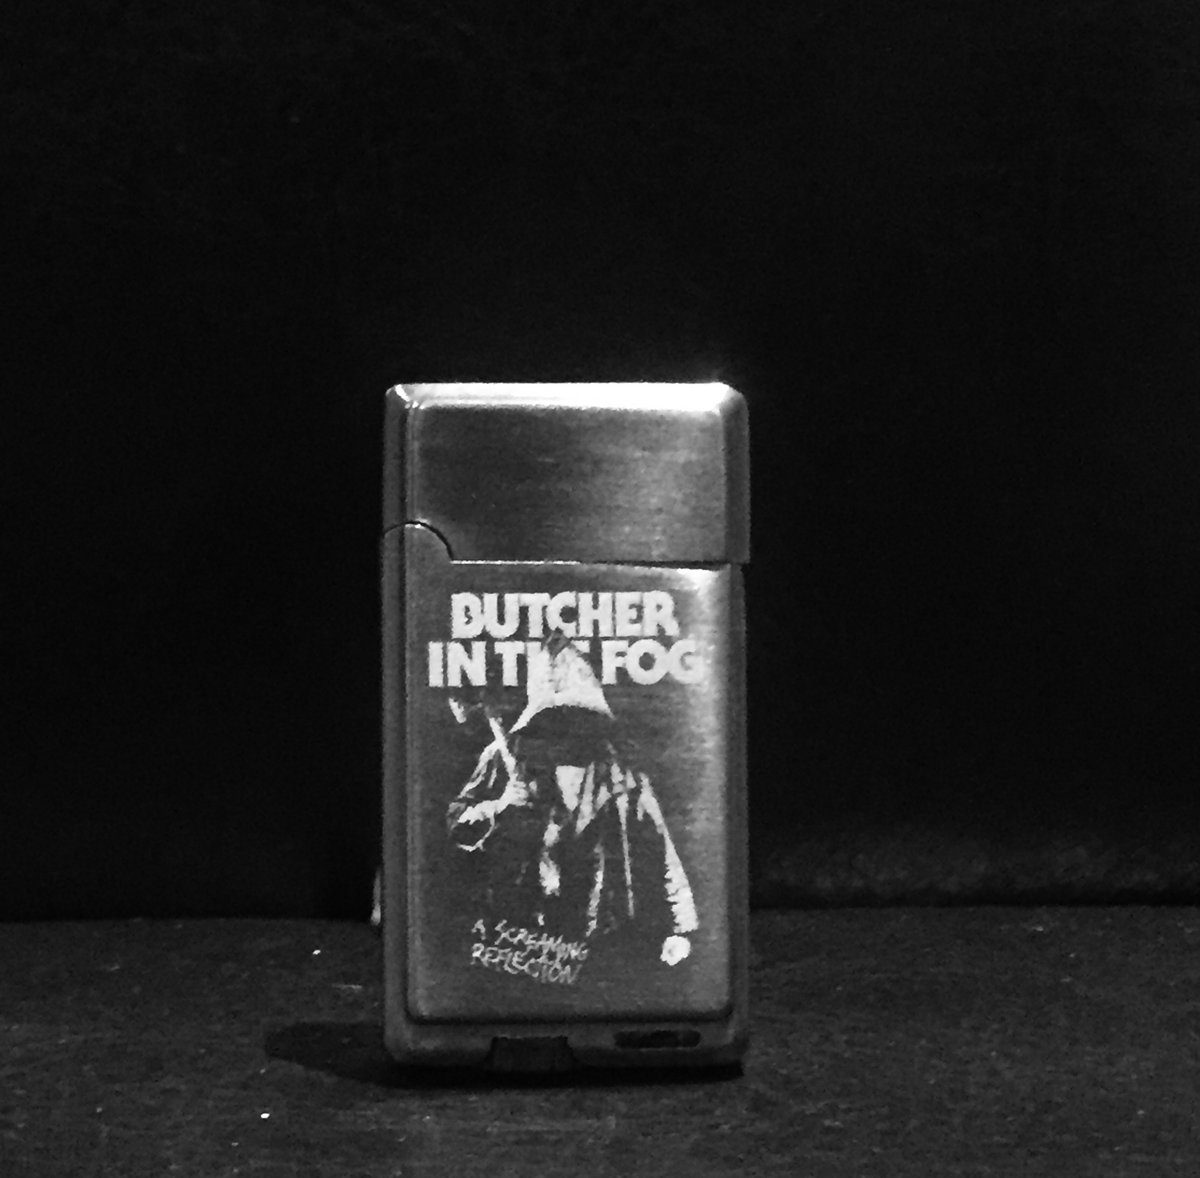 BUTCHER
IN THE FOG
A SCREAMING
REFLECTION